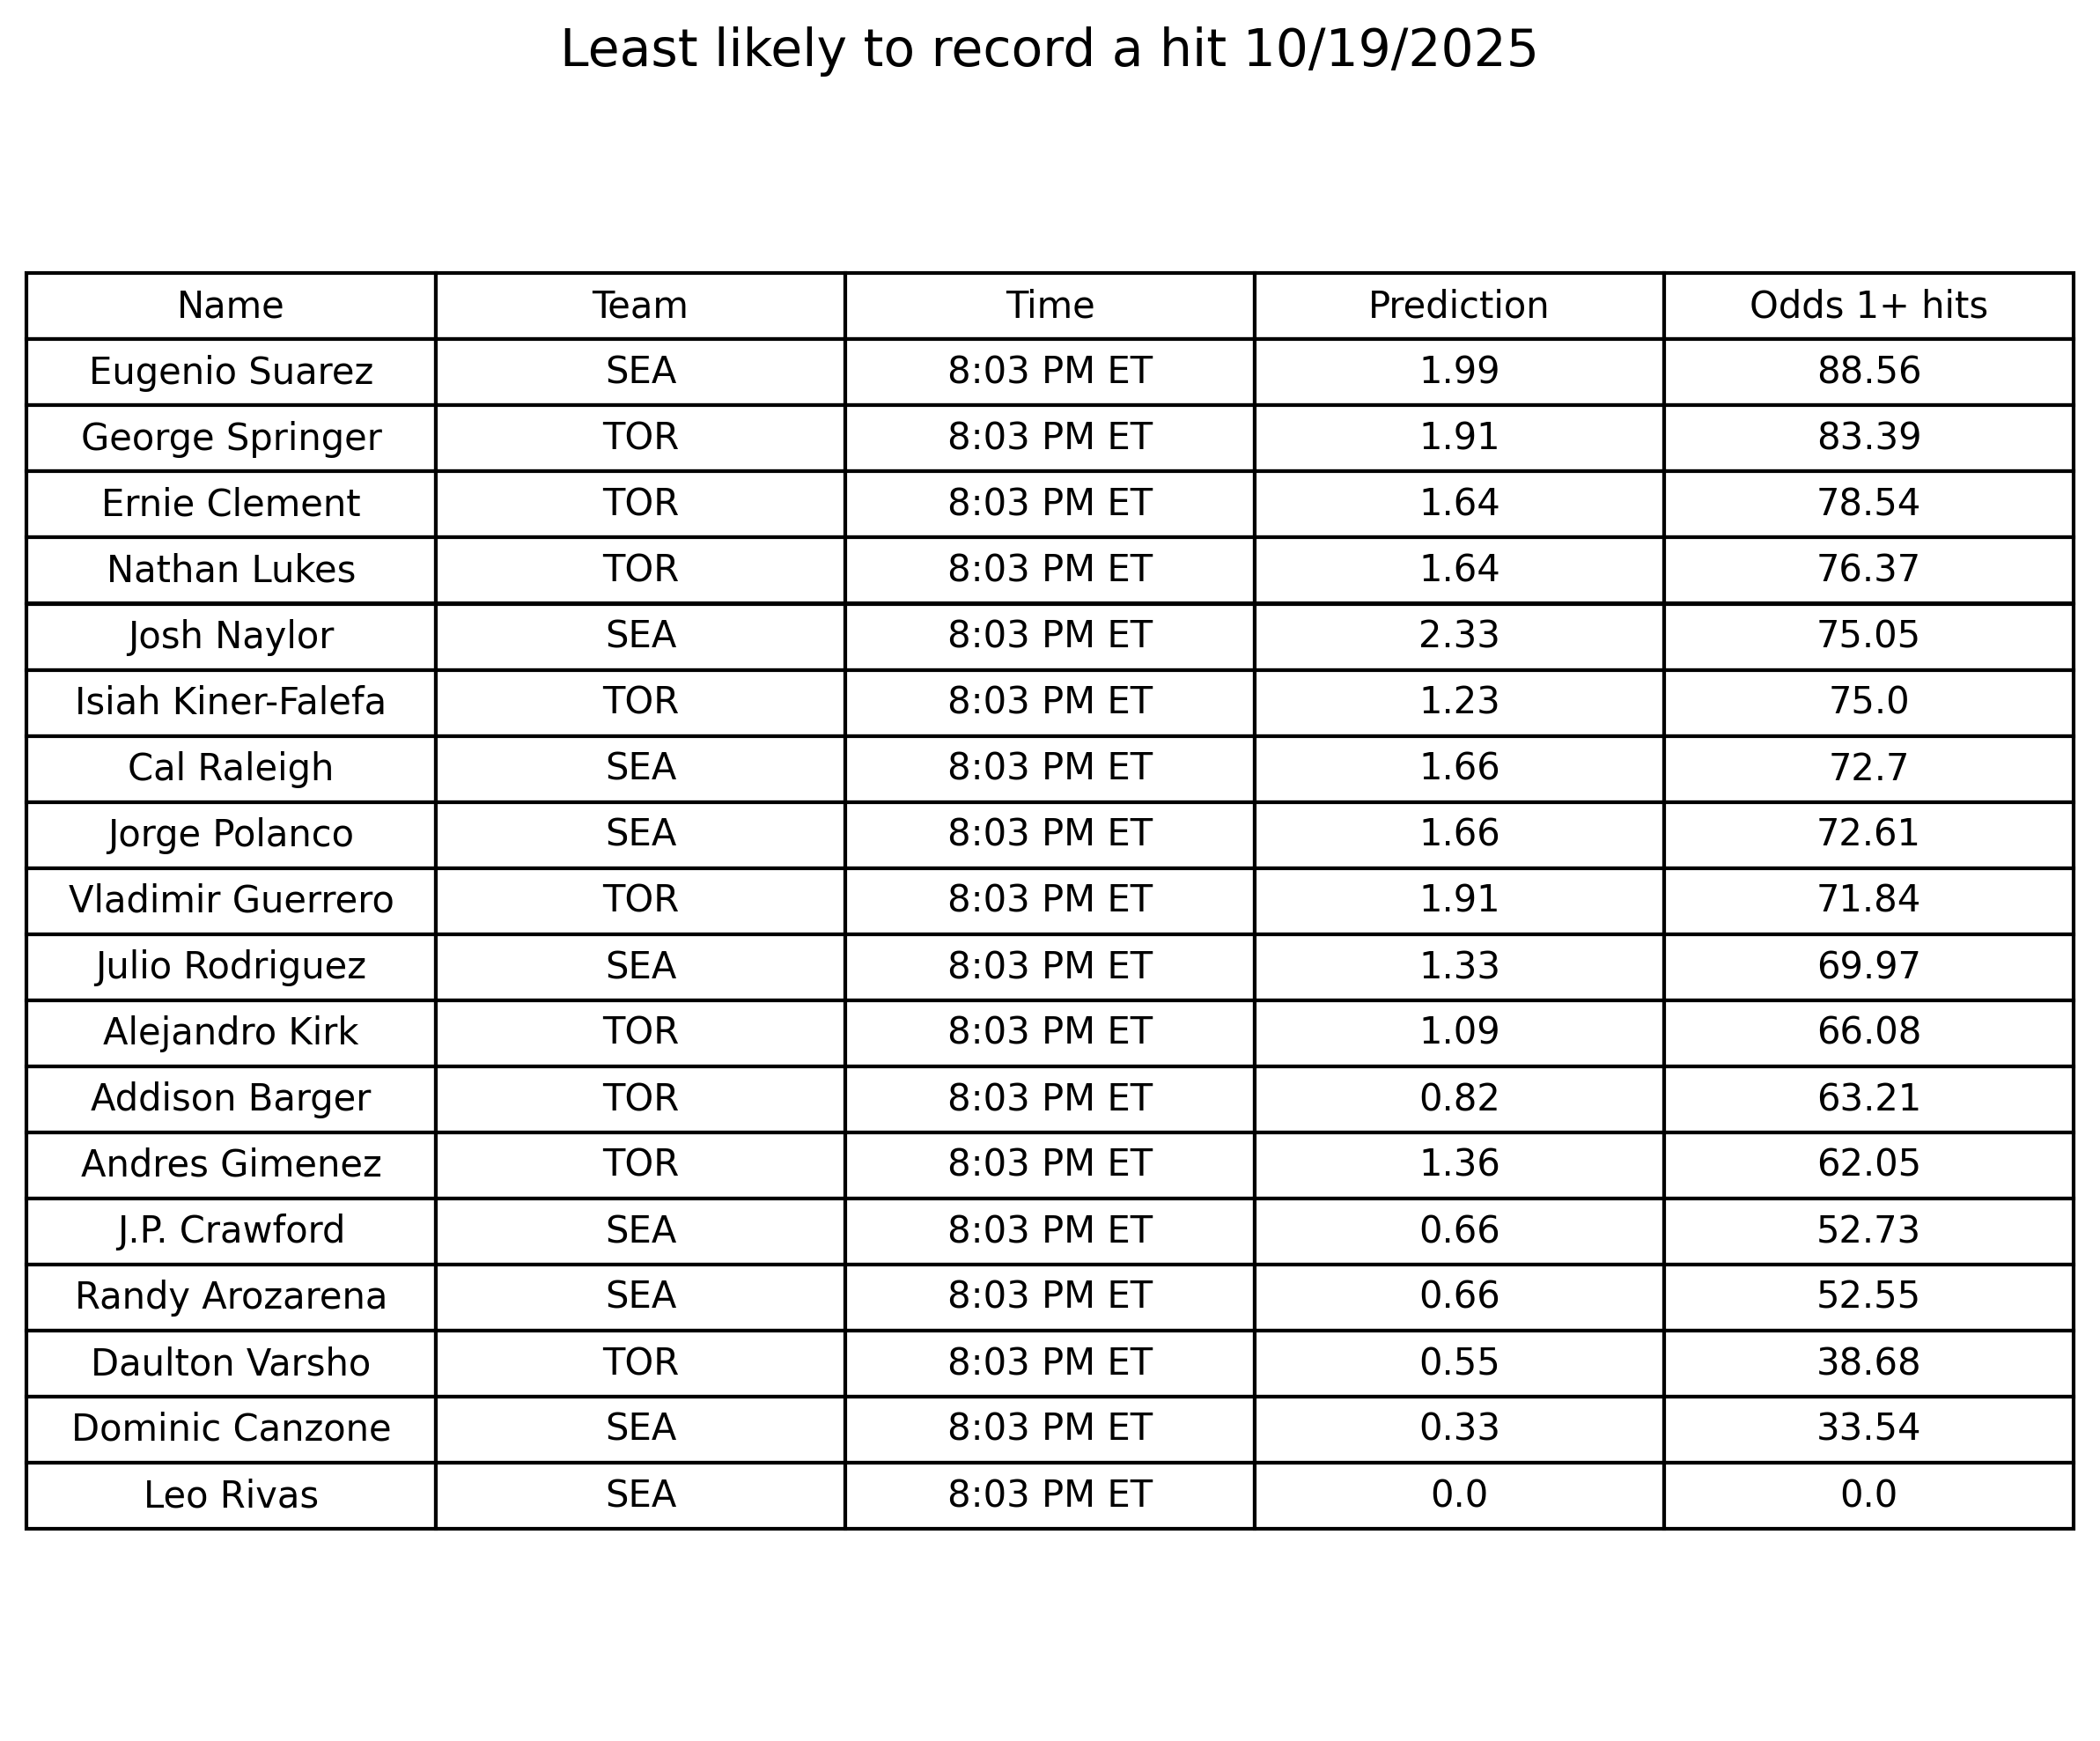 Least likely to record a hit 10/19/2025
Name Team Time Prediction Odds 1+ hits
Eugenio Suarez SEA 8:03 PM ET 1.99 88.56
George Springer TOR 8:03 PM ET 1.91 83.39
Ernie Clement TOR 8:03 PM ET 1.64 78.54
Nathan Lukes TOR 8:03 PM ET 1.64 76.37
Josh Naylor SEA 8:03 PM ET 2.33 75.05
Isiah Kiner-Falefa TOR 8:03 PM ET 1.23 75.0
Cal Raleigh SEA 8:03 PM ET 1.66 72.7
Jorge Polanco SEA 8:03 PM ET 1.66 72.61
Vladimir Guerrero TOR 8:03 PM ET 1.91 71.84
Julio Rodriguez SEA 8:03 PM ET 1.33 69.97
Alejandro Kirk TOR 8:03 PM ET 1.09 66.08
Addison Barger TOR 8:03 PM ET 0.82 63.21
Andres Gimenez TOR 8:03 PM ET 1.36 62.05
J.P. Crawford SEA 8:03 PM ET 0.66 52.73
Randy Arozarena SEA 8:03 PM ET 0.66 52.55
Daulton Varsho TOR 8:03 PM ET 0.55 38.68
Dominic Canzone SEA 8:03 PM ET 0.33 33.54
Leo Rivas SEA 8:03 PM ET 0.0 0.0